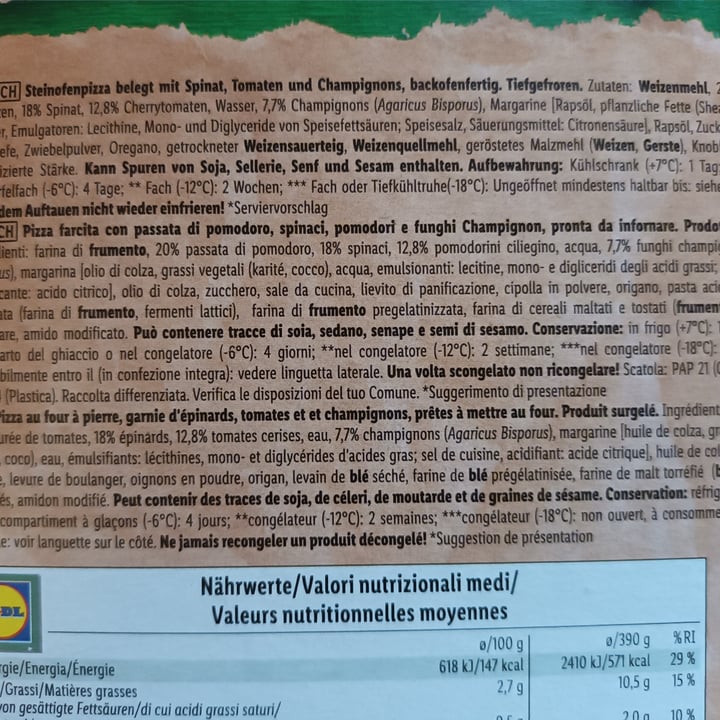 CH Steinofenpizza belegt mit Spinat, Tomaten und Champignons, backofenfertig. Tiefgefroren. Zutaten: Weizenmehl, 2
en, 18% Spinat, 12,8% Cherrytomaten, Wasser, 7,7% Champignons (Agaricus Bisporus), Margarine [Rapsöl, pflanzliche Fette (Shea
r, Emulgatoren: Lecithine, Mono- und Diglyceride von Speisefettsäuren; Speisesalz, Säuerungsmittel: Citronensäure], Rapsöl, Zuck
efe, Zwiebelpulver, Oregano, getrockneter Weizensauerteig, Weizenquellmehl, geröstetes Malzmehl (Weizen, Gerste), Knob
izierte Stärke. Kann Spuren von Soja, Sellerie, Senf und Sesam enthalten. Aufbewahrung: Kühlschrank (+7°C): 1 Tag;
rfelfach (-6°C): 4 Tage; ** Fach (-12°C): 2 Wochen; *** Fach oder Tiefkühltruhe(-18°C): Ungeöffnet mindestens haltbar bis: siehe
dem Auftauen nicht wieder einfrieren! *Serviervorschlag
CH Pizza farcita con passata di pomodoro, spinaci, pomodori e funghi Champignon, pronta da infornare. Prodo
lienti: farina di frumento, 20% passata di pomodoro, 18% spinaci, 12,8% pomodorini ciliegino, acqua, 7,7% funghi champig
us), margarina [olio di colza, grassi vegetali (karité, cocco), acqua, emulsionanti: lecitine, mono- e digliceridi degli acidi grassi;
cante: acido citrico], olio di colza, zucchero, sale da cucina, lievito di panificazione, cipolla in polvere, origano, pasta acid
ata (farina di frumento, fermenti lattici), farina di frumento pregelatinizzata, farina di cereali maltati e tostati (frumen
are, amido modificato. Può contenere tracce di soia, sedano, senape e semi di sesamo. Conservazione: in frigo (+7°C):
arto del ghiaccio o nel congelatore (-6°C): 4 giorni; **nel congelatore (-12°C): 2 settimane; ***nel congelatore (-18°C):
bilmente entro il (in confezione integra): vedere linguetta laterale. Una volta scongelato non ricongelare! Scatola: PAP 21 (C
(Plastica). Raccolta differenziata. Verifica le disposizioni del tuo Comune. *Suggerimento di presentazione
Pizza au four à pierre, garnie d'épinards, tomates et et champignons, prêtes à mettre au four. Produit surgelé. Ingrédient
urée de tomates, 18% épinards, 12,8% tomates cerises, eau, 7,7% champignons (Agaricus Bisporus), margarine [huile de colza, gr
, coco), eau, émulsifiants: lécithines, mono- et diglycérides d'acides gras; sel de cuisine, acidifiant: acide citrique], huile de col
e, levure de boulanger, oignons en poudre, origan, levain de blé séché, farine de blé prégélatinisée, farine de malt torréfié (b
és, amidon modifié. Peut contenir des traces de soja, de céleri, de moutarde et de graines de sésame. Conservation: réfrig
compartiment à glaçons (-6°C): 4 jours; **congélateur (-12°C): 2 semaines; ***congélateur (-18°C): non ouvert, à consomme
e: voir languette sur le côté. Ne jamais recongeler un produit décongelé! *Suggestion de présentation
DL
Nährwerte/Valori nutrizionali medi/
Valeurs nutritionnelles moyennes
ø/100 g ø/390 g %RI
rgie/Energia/Énergie 618 kJ/147 kcal 2410 kJ/571 kcal 29 %
/Grassi/Matières grasses 2,7 g 10,5 g 15 %
von gesättigte Fettsäuren/di cui acidi grassi saturi/
2,0 g 10 %